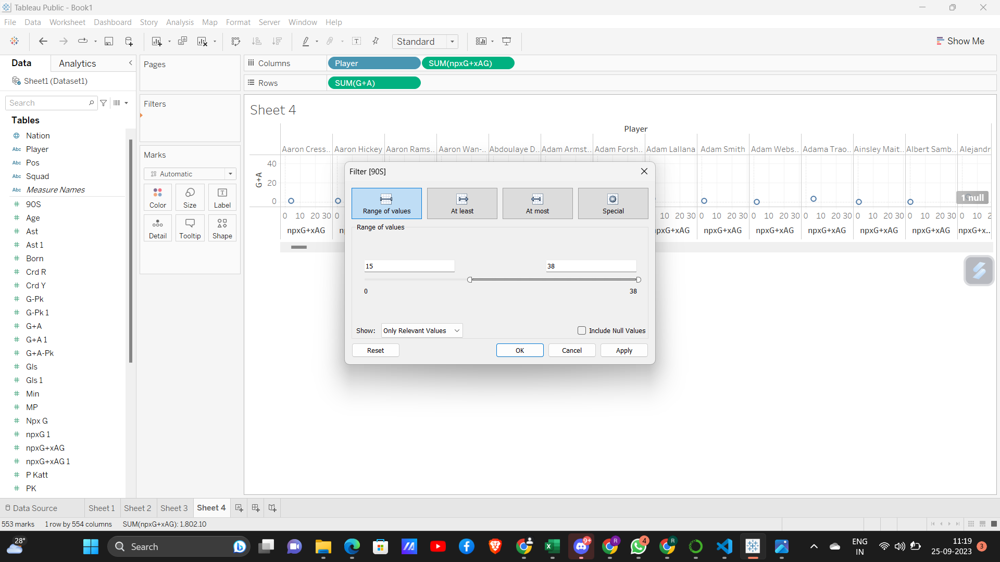 Tableau Public - Book1
File Data Worksheet Dashboard Story Analysis Map Format Server Window Help
Standard
Show Me
Data Analytics
Sheet1 (Dataset1)
Search
Tables
Nation
Abc Player
Abc Pos
Abc Squad
Abc Measure Names
90S
Age
Ast
Ast 1
Born
Crd R
Crd Y
G-Pk
G-Pk 1
G+A
G+A 1
G+A-Pk
Gls
Gls 1
Min
MP
Npx G
npxG 1
npxG+xAG
npxG+xAG 1
P Katt
PK
Pages
Filters
Marks
Automatic
Color Size Label
Detail Tooltip Shape
Columns Player SUM(npxG+xAG)
Rows SUM(G+A)
Sheet 4
Player
Aaron Cress.. Aaron Hickey Aaron Rams.. Aaron Wan-.. Abdoulaye D.. Adam Armst.. Adam Forsh.. Adam Lallana Adam Smith Adam Webs.. Adama Trao.. Ainsley Mait.. Albert Samb.. Alejandr
G+A
40
20
0
1 null
0 10 20 30 0 10 20 30 0 10 20 30 0 10 20 30 0 10 20 30 0 10 20 30 0 10 20 30 0 10 2
npxG+xAG npxG+xAG npxG+xAG npxG+xAG npxG+xAG npxG+xAG npxG+x..
Filter [90S]
Range of values At least At most Special
Range of values
15 38
0 38
Show: Only Relevant Values Include Null Values
Reset OK Cancel Apply
Data Source Sheet 1 Sheet 2 Sheet 3 Sheet 4
553 marks 1 row by 554 columns SUM(npxG+xAG): 1,802.10
28°
Search
9+
R
4
R
ENG
IN
11:19
25-09-2023
3